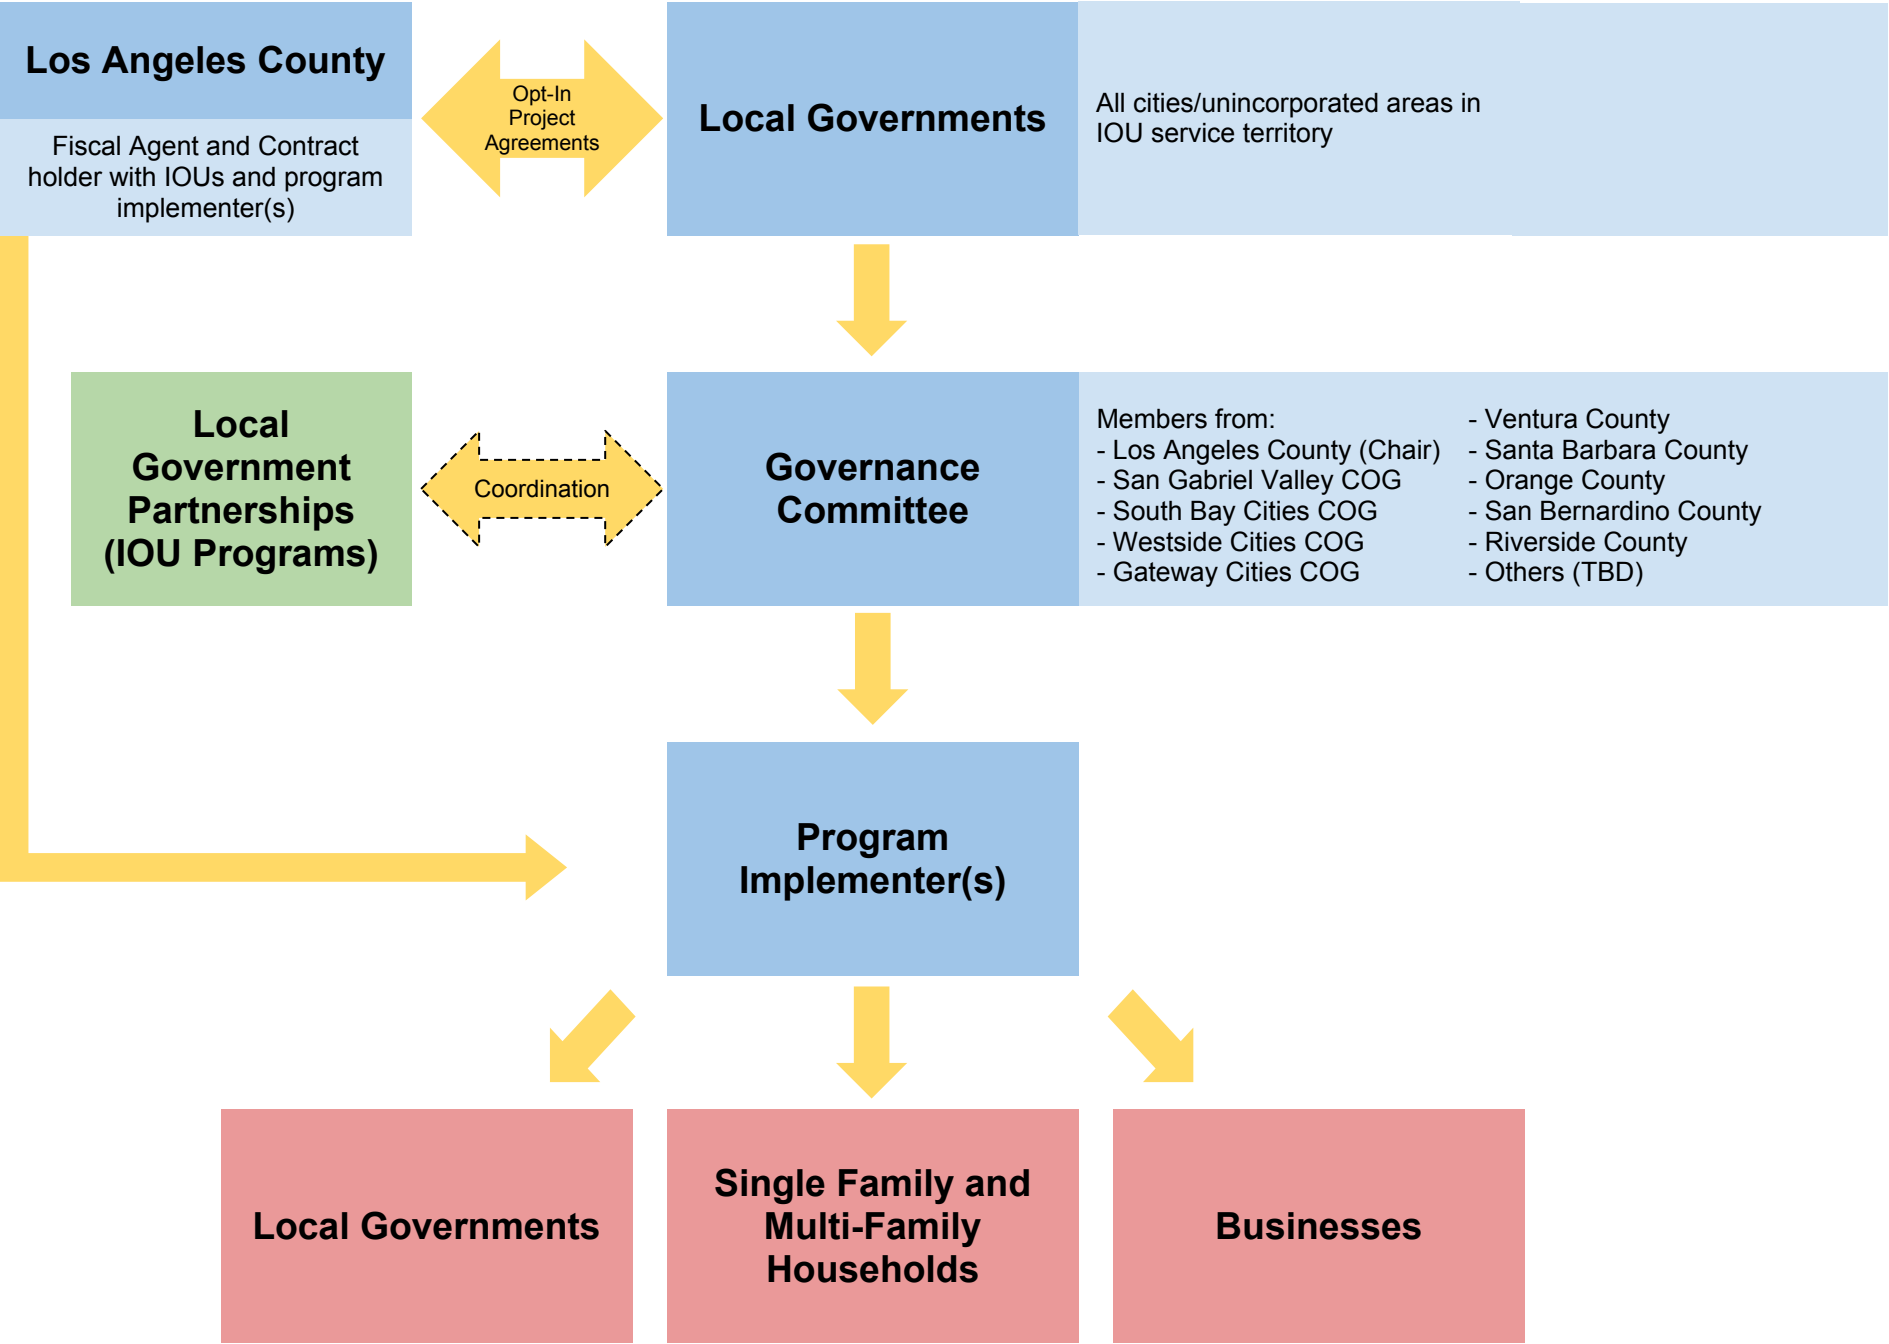 Los Angeles County
Fiscal Agent and Contract
holder with IOUs and program
implementer(s)
Opt-In
Project
Agreements
Local Governments
All cities/unincorporated areas in
IOU service territory
Local
Government
Partnerships
(IOU Programs)
Coordination
Governance
Committee
Members from:
- Los Angeles County (Chair)
- San Gabriel Valley COG
- South Bay Cities COG
- Westside Cities COG
- Gateway Cities COG
- Ventura County
- Santa Barbara County
- Orange County
- San Bernardino County
- Riverside County
- Others (TBD)
Program
Implementer(s)
Local Governments
Single Family and
Multi-Family
Households
Businesses